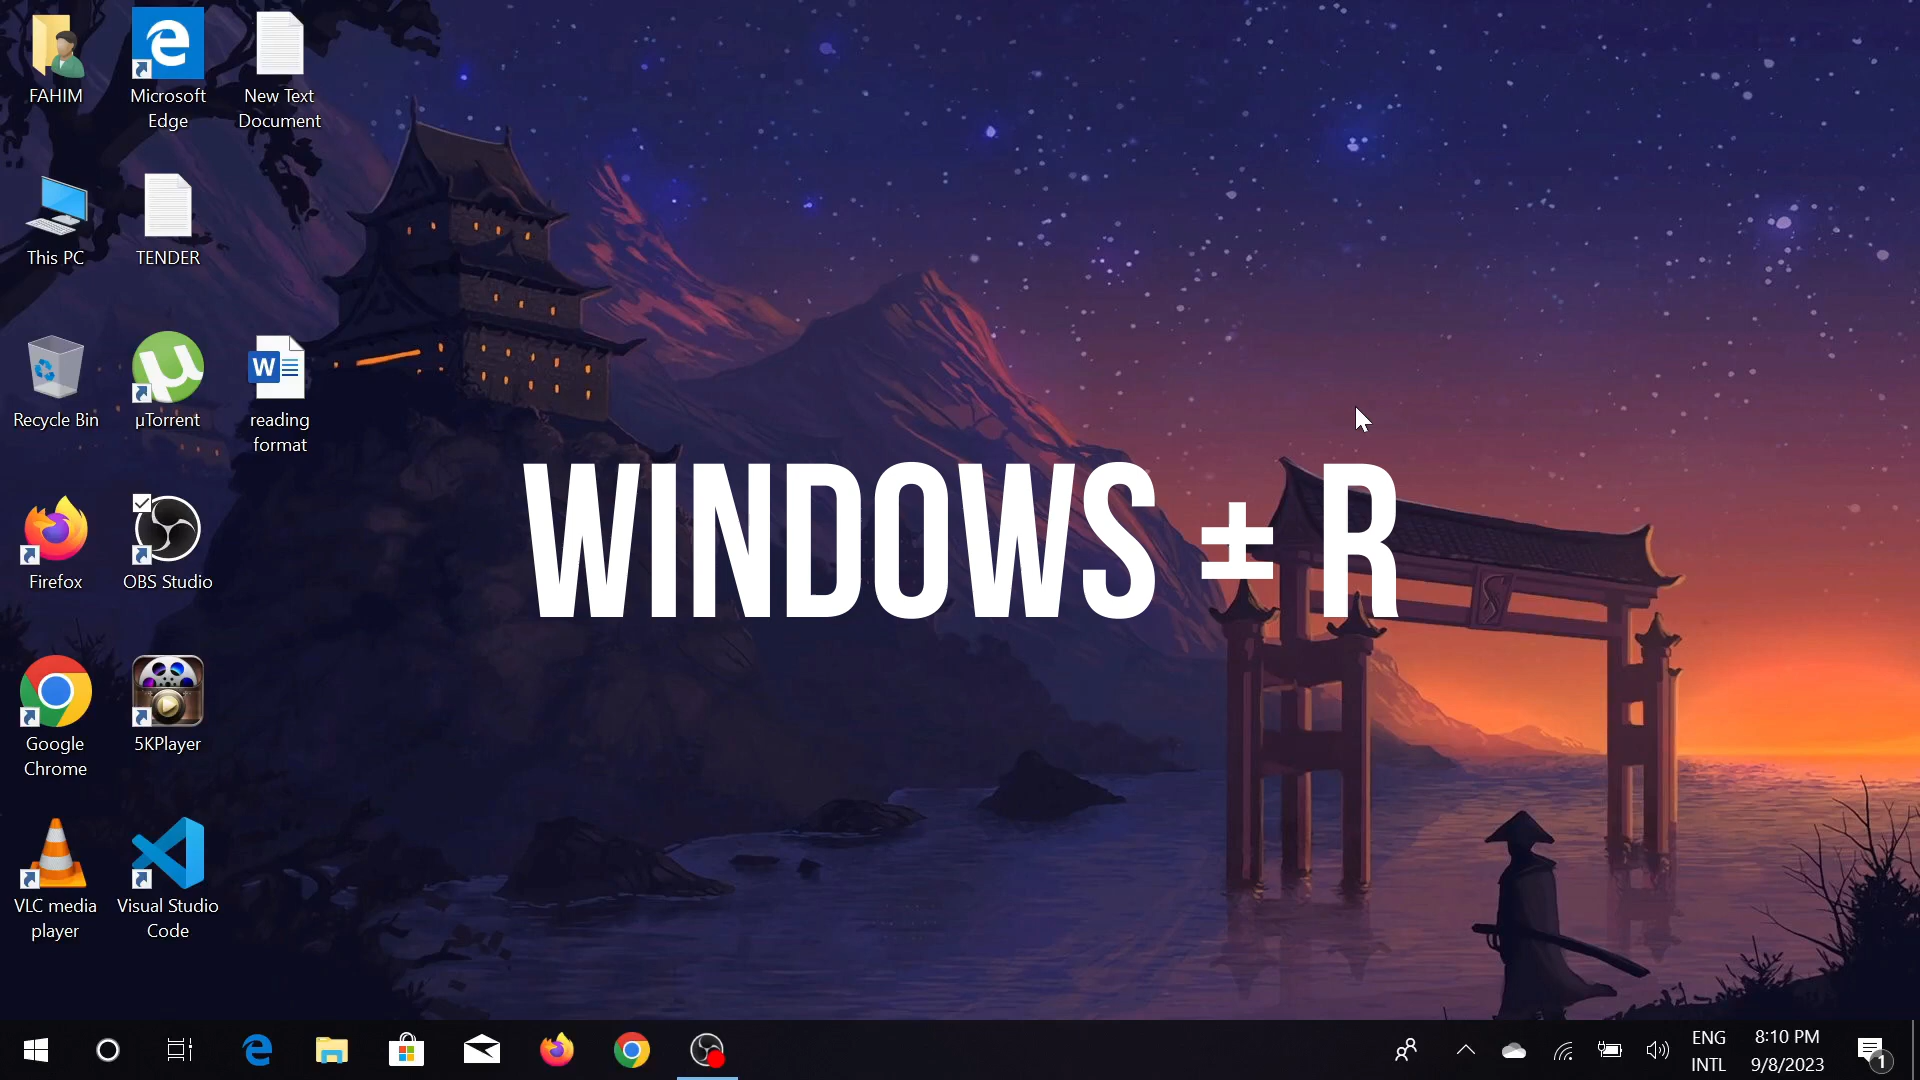 FAHIM
Microsoft
Edge
New Text
Document
This PC
TENDER
Recycle Bin
µTorrent
W
reading
format
WINDOWS ± R
Firefox
OBS Studio
Google
Chrome
5KPlayer
VLC media
player
Visual Studio
Code
ENG
INTL
8:10 PM
9/8/2023
1